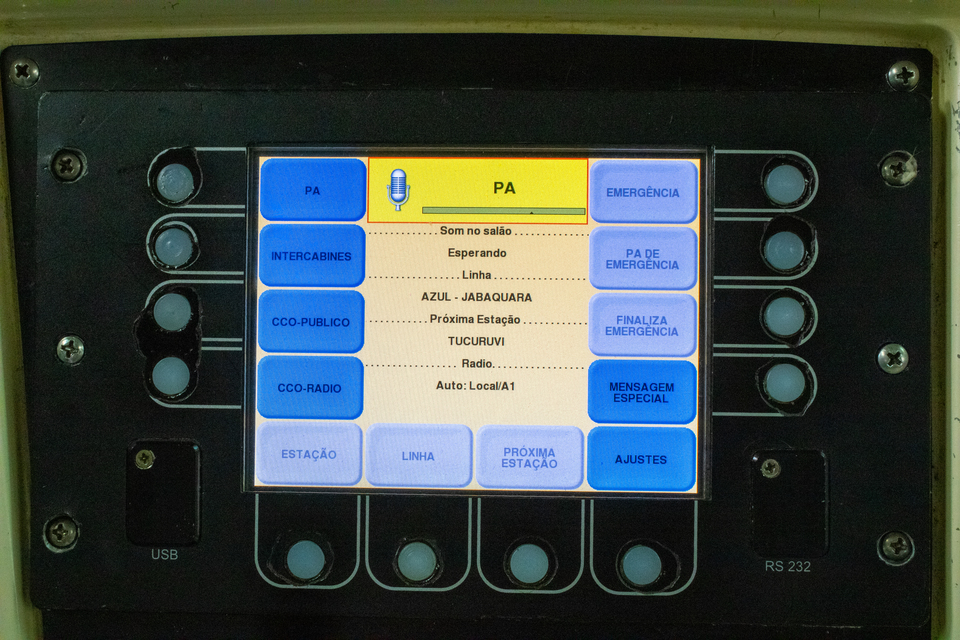 PA
INTERCABINES
CCO-PUBLICO
CCO-RADIO
PA
Som no salão
Esperando
Linha
AZUL - JABAQUARA
Próxima Estação
TUCURUVI
Radio
Auto: Local/A1
EMERGÊNCIA
PA DE
EMERGÊNCIA
FINALIZA
EMERGÊNCIA
MENSAGEM
ESPECIAL
ESTAÇÃO
LINHA
PRÓXIMA
ESTAÇÃO
AJUSTES
USB
RS 232